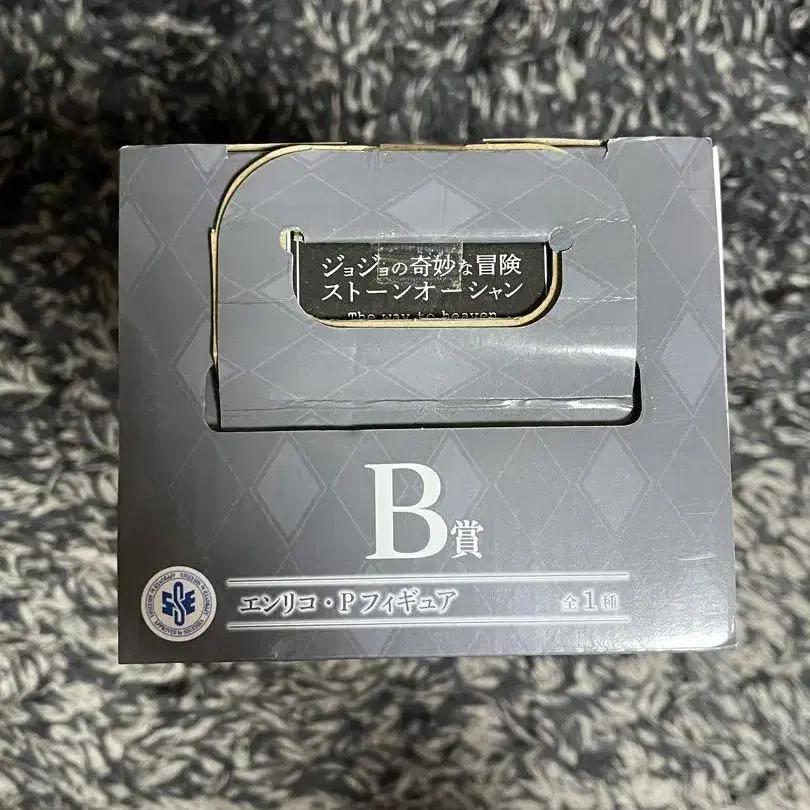 ジョジョの奇妙な冒険
ストーンオーシャン
The way to heaven
B賞
エンリコ・Pフィギュア 全1種